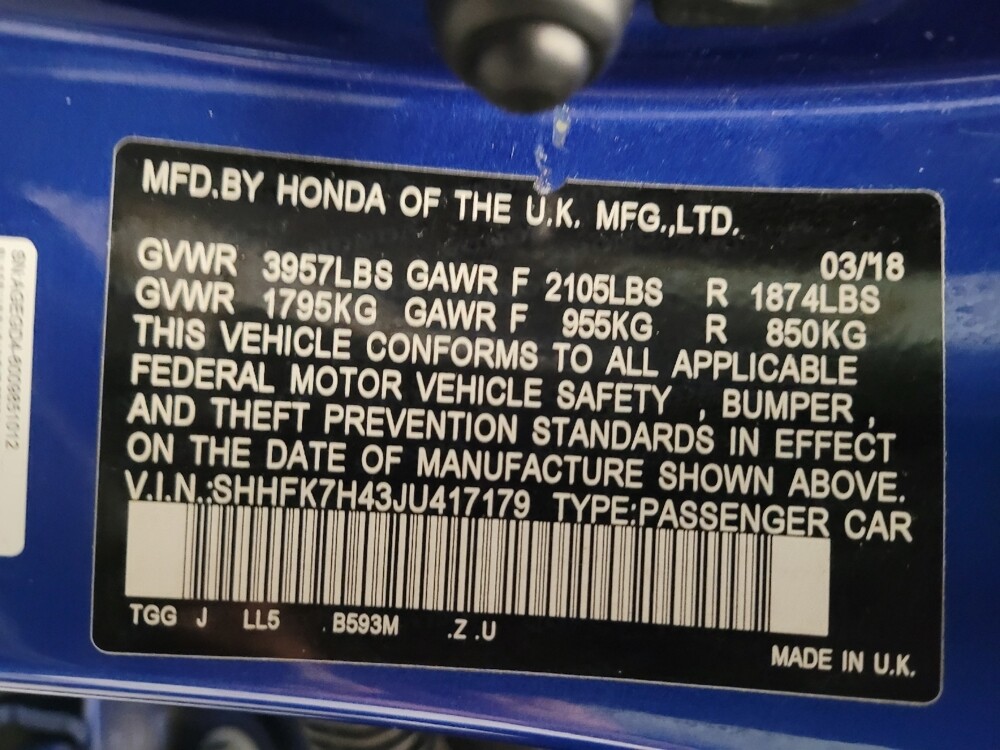 MFD.BY HONDA OF THE U.K. MFG.,LTD.
03/'18
GVWR 3957LBS GAWR F 2105LBS R 1874LBS
GVWR 1795KG GAWR F 955KG R 850KG
THIS VEHICLE CONFORMS TO ALL APPLICABLE
FEDERAL MOTOR VEHICLE SAFETY , BUMPER ,
AND THEFT PREVENTION STANDARDS IN EFFECT
ON THE DATE OF MANUFACTURE SHOWN ABOVE.
V.I.N.:SHHFK7H43JU417179 TYPE:PASSENGER CAR
TGG J LL5 B593M .Z .U
MADE IN U.K.